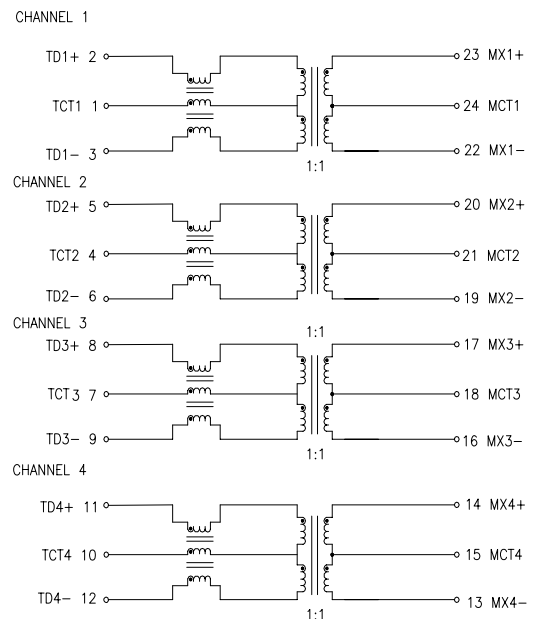 CHANNEL 1
TD1+ 2 23 MX1+
TCT1 1 24 MCT1
TD1− 3 22 MX1−
1:1
CHANNEL 2
TD2+ 5 20 MX2+
TCT2 4 21 MCT2
TD2− 6 19 MX2−
1:1
CHANNEL 3
TD3+ 8 17 MX3+
TCT3 7 18 MCT3
TD3− 9 16 MX3−
1:1
CHANNEL 4
TD4+ 11 14 MX4+
TCT4 10 15 MCT4
TD4− 12 13 MX4−
1:1